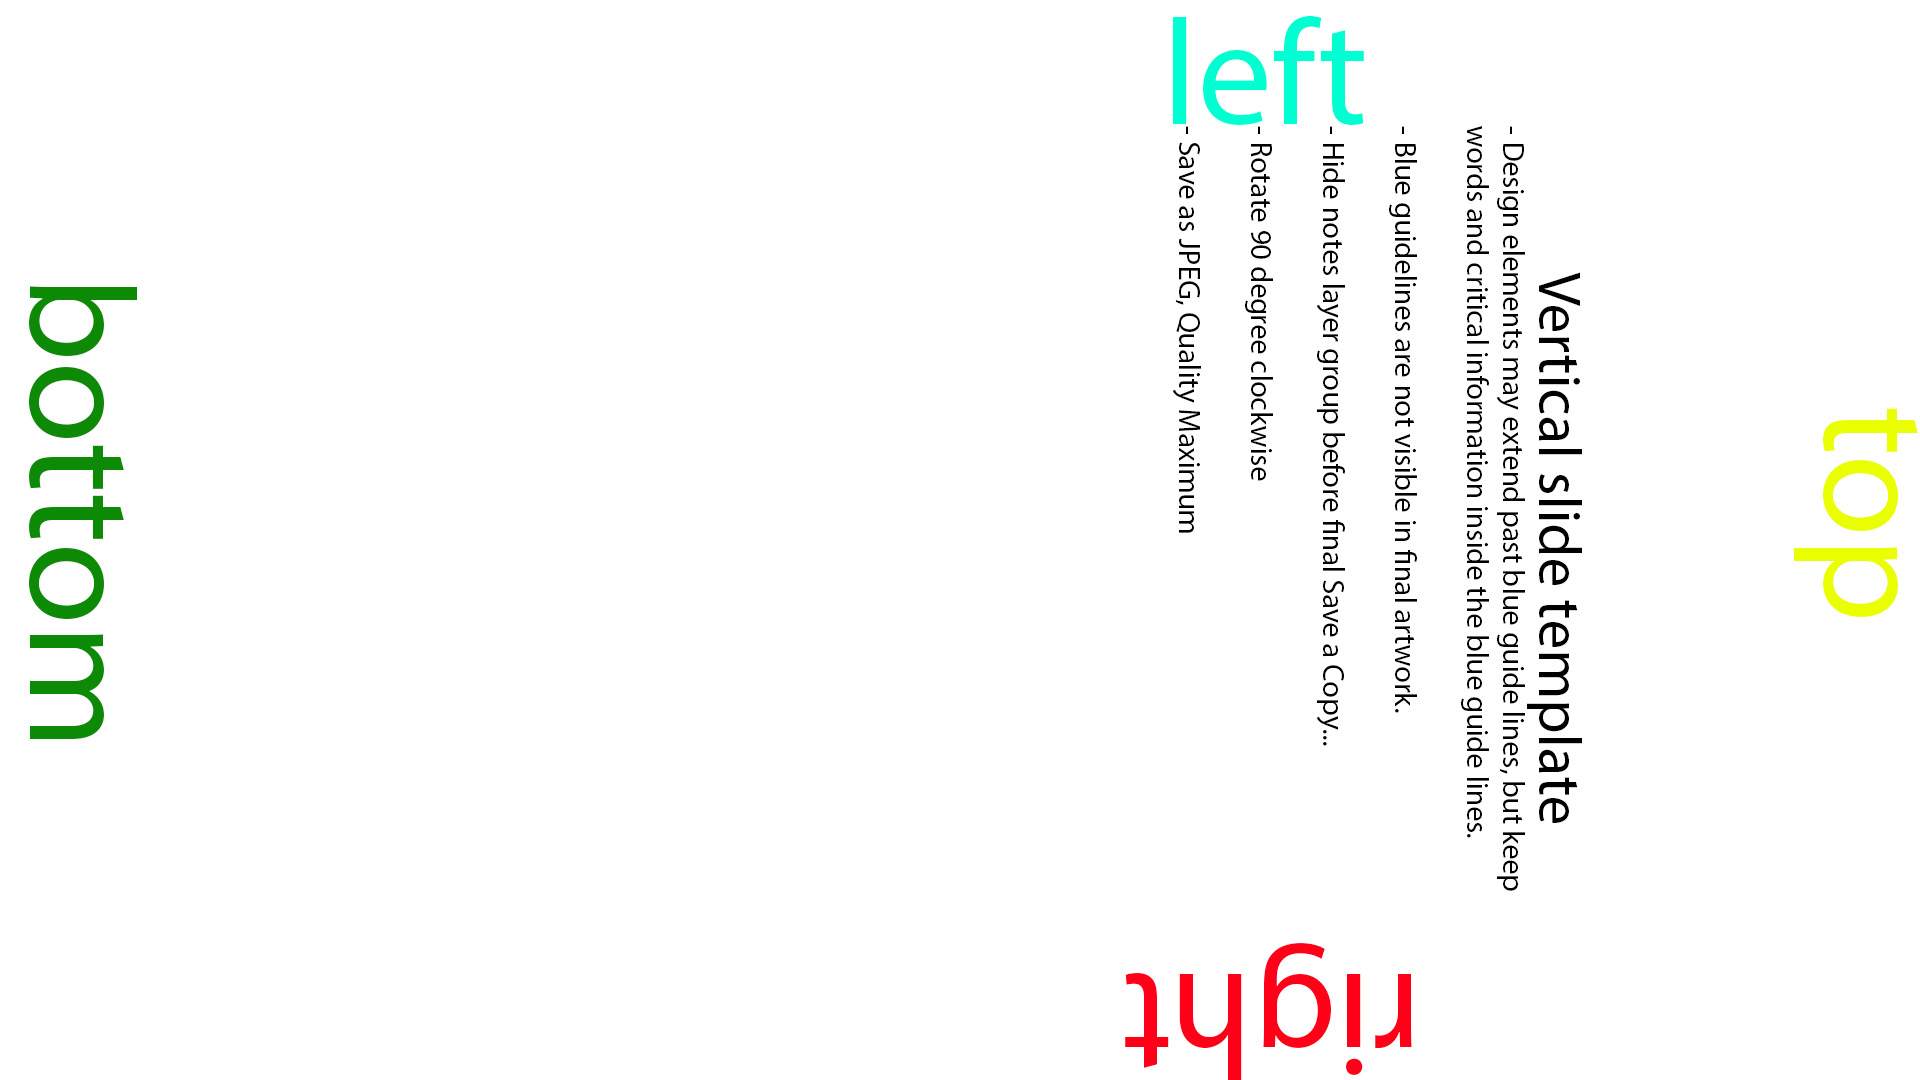 top
left
Vertical slide template
- Design elements may extend past blue guide lines, but keep
words and critical information inside the blue guide lines.
- Blue guidelines are not visible in final artwork.
- Hide notes layer group before final Save a Copy...
- Rotate 90 degree clockwise
- Save as JPEG, Quality Maximum
right
bottom